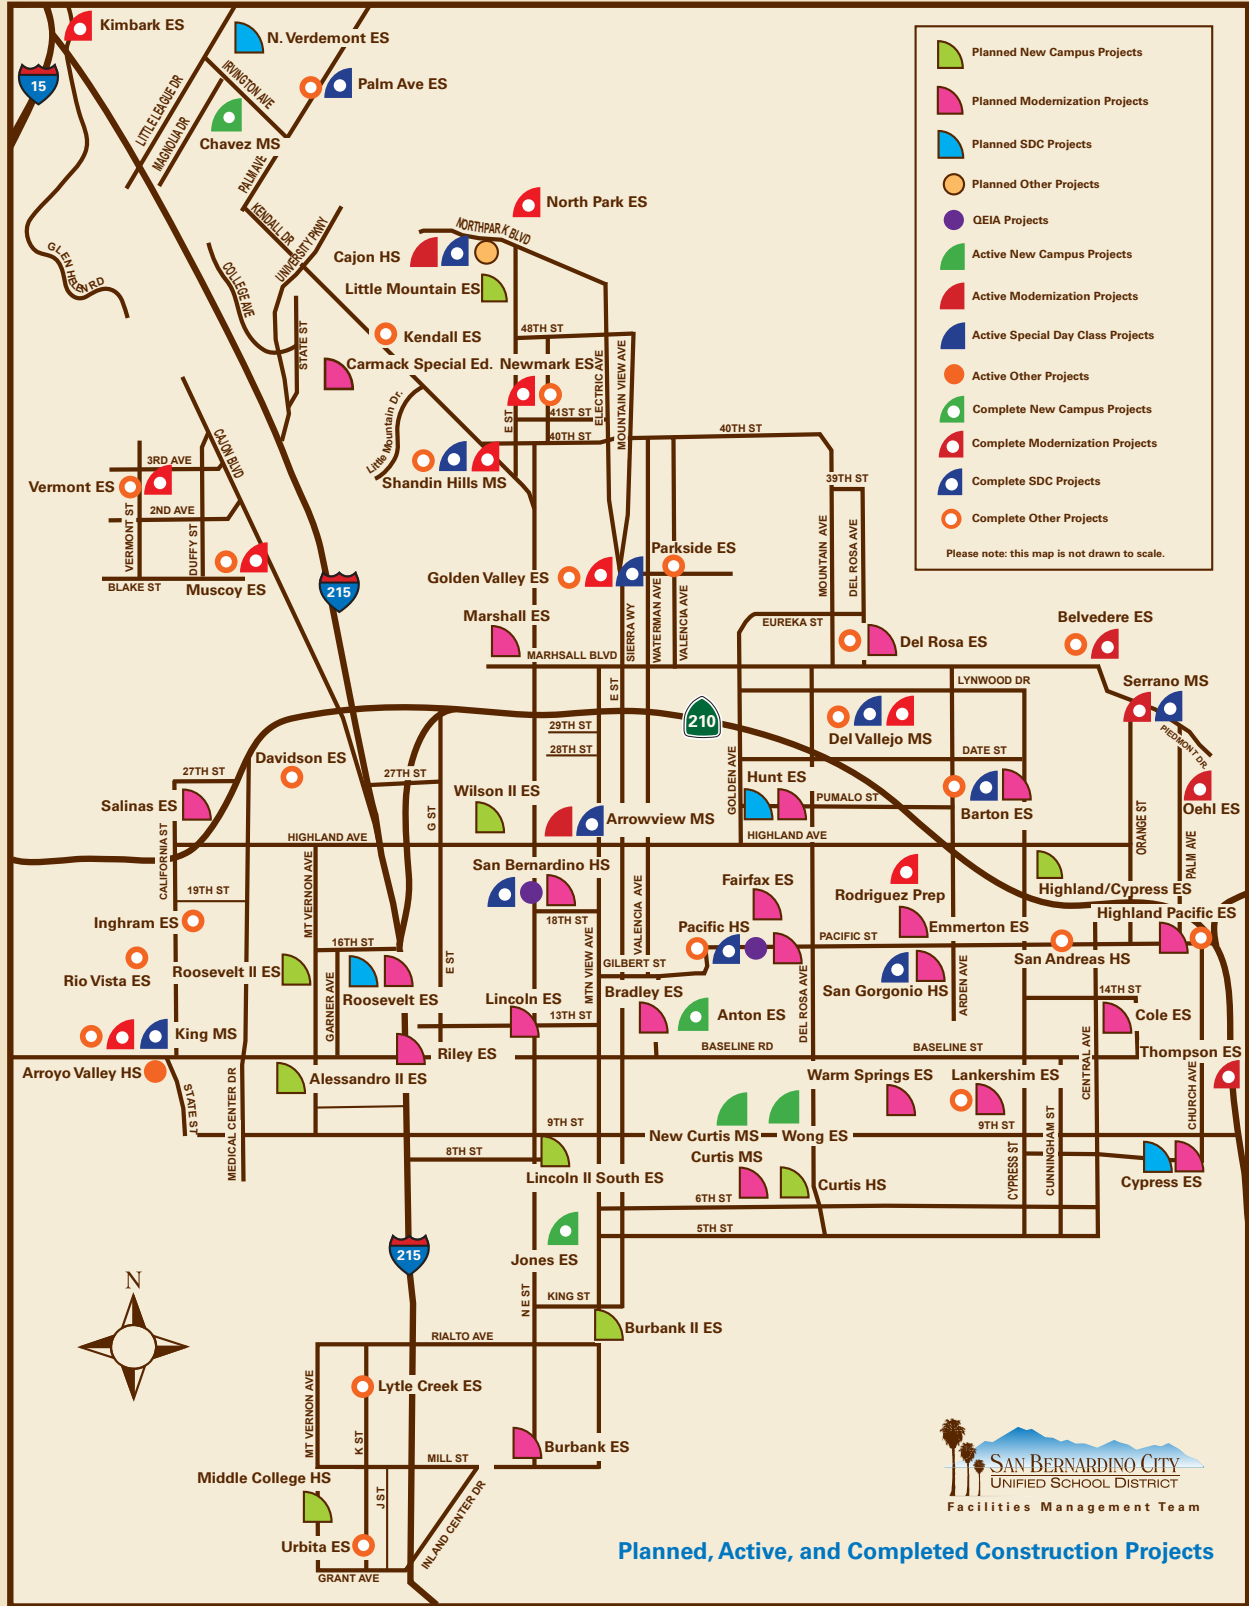 Kimbark ES
N. Verdemont ES
15
IRVINGTON AVE
LITTLE LEAGUE DR
MAGNOLIA DR
Palm Ave ES
Chavez MS
PALM AVE
KENDALL DR
UNIVERSITY PKWY
GLEN HELEN RD
COLLEGE AVE
STATE ST
North Park ES
NORTHPARK BLVD
Cajon HS
Little Mountain ES
Kendall ES
48TH ST
Carmack Special Ed.
Newmark ES
ELECTRIC AVE
MOUNTAIN VIEW AVE
E ST
41ST ST
40TH ST
40TH ST
Little Mountain Dr.
Shandin Hills MS
CAJON BLVD
3RD AVE
Vermont ES
2ND AVE
VERMONT ST
DUFFY ST
BLAKE ST
Muscoy ES
215
39TH ST
MOUNTAIN AVE
DEL ROSA AVE
Parkside ES
Golden Valley ES
SIERRA WY
WATERMAN AVE
VALENCIA AVE
Marshall ES
MARHSALL BLVD
EUREKA ST
Del Rosa ES
Belvedere ES
Serrano MS
PIEDMONT DR.
LYNWOOD DR
E ST
210
29TH ST
28TH ST
Del Vallejo MS
DATE ST
Davidson ES
27TH ST
27TH ST
Salinas ES
Wilson II ES
G ST
GOLDEN AVE
Hunt ES
PUMALO ST
Barton ES
Oehl ES
ORANGE ST
PALM AVE
Arrowview MS
HIGHLAND AVE
HIGHLAND AVE
CALIFORNIA ST
19TH ST
MT VERNON AVE
San Bernardino HS
18TH ST
VALENCIA AVE
MTN VIEW AVE
Fairfax ES
Rodriguez Prep
Highland/Cypress ES
Highland Pacific ES
Emmerton ES
Inghram ES
16TH ST
E ST
Pacific HS
PACIFIC ST
San Andreas HS
GILBERT ST
Rio Vista ES
Roosevelt II ES
Roosevelt ES
GARNER AVE
Lincoln ES
13TH ST
Bradley ES
Anton ES
DEL ROSA AVE
San Gorgonio HS
ARDEN AVE
14TH ST
Cole ES
King MS
Riley ES
BASELINE RD
BASELINE ST
CENTRAL AVE
Thompson ES
Arroyo Valley HS
STATE ST
MEDICAL CENTER DR
Alessandro II ES
Warm Springs ES
Lankershim ES
CHURCH AVE
9TH ST
New Curtis MS
Wong ES
9TH ST
8TH ST
Lincoln II South ES
Curtis MS
Curtis HS
CYPRESS ST
CUNNINGHAM ST
Cypress ES
6TH ST
5TH ST
215
Jones ES
N E ST
KING ST
Burbank II ES
N
RIALTO AVE
MT VERNON AVE
Lytle Creek ES
K ST
MILL ST
Burbank ES
Middle College HS
J ST
INLAND CENTER DR
Urbita ES
GRANT AVE
Planned New Campus Projects
Planned Modernization Projects
Planned SDC Projects
Planned Other Projects
QEIA Projects
Active New Campus Projects
Active Modernization Projects
Active Special Day Class Projects
Active Other Projects
Complete New Campus Projects
Complete Modernization Projects
Complete SDC Projects
Complete Other Projects
Please note: this map is not drawn to scale.
SAN BERNARDINO CITY
UNIFIED SCHOOL DISTRICT
Facilities Management Team
Planned, Active, and Completed Construction Projects